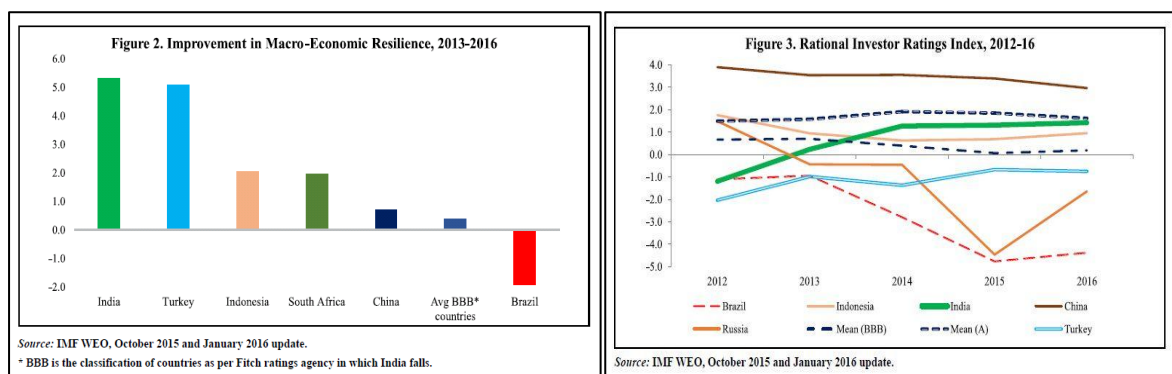 Figure 2. Improvement in Macro-Economic Resilience, 2013-2016
6.0
5.0
4.0
3.0
2.0
1.0
0.0
-1.0
-2.0
India
Turkey
Indonesia
South Africa
China
Avg BBB*
countries
Brazil
Source: IMF WEO, October 2015 and January 2016 update.
* BBB is the classification of countries as per Fitch ratings agency in which India falls.
Figure 3. Rational Investor Ratings Index, 2012-16
4.0
3.0
2.0
1.0
0.0
-1.0
-2.0
-3.0
-4.0
-5.0
2012 2013 2014 2015 2016
Brazil Indonesia India China
Russia Mean (BBB) Mean (A) Turkey
Source: IMF WEO, October 2015 and January 2016 update.